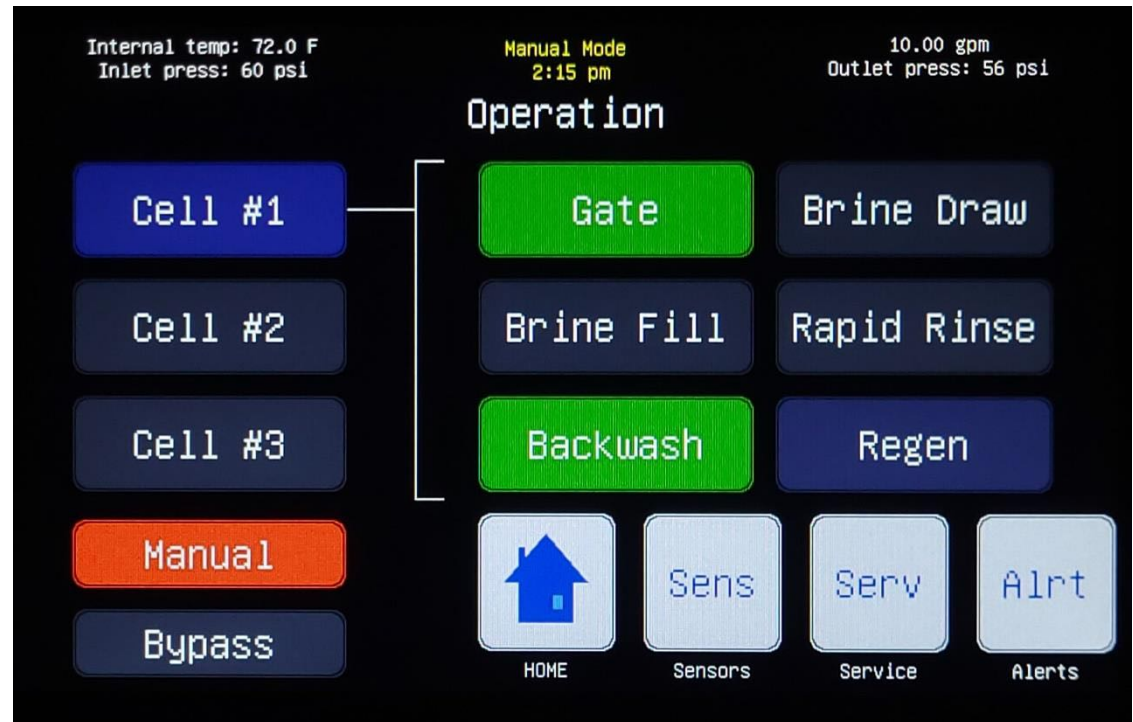 Internal temp: 72.0 F
Inlet press: 60 psi
Manual Mode
2:15 pm
10.00 gpm
Outlet press: 56 psi
Operation
Cell #1
Gate
Brine Draw
Cell #2
Brine Fill
Rapid Rinse
Cell #3
Backwash
Regen
Manual
Bypass
Sens
Serv
Alrt
HOME
Sensors
Service
Alerts